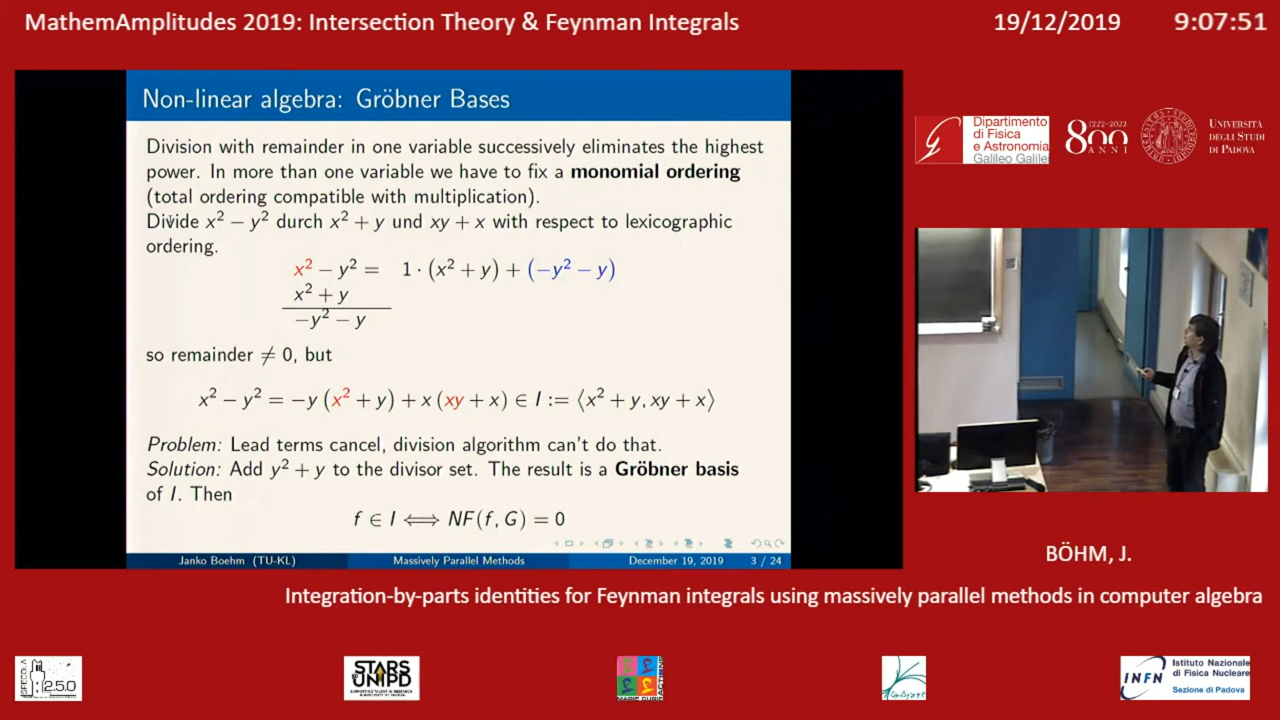 MathemAmplitudes 2019: Intersection Theory & Feynman Integrals
19/12/2019
9:07:51
Non-linear algebra: Gröbner Bases
Division with remainder in one variable successively eliminates the highest
power. In more than one variable we have to fix a monomial ordering
(total ordering compatible with multiplication).
Divide x² − y² durch x² + y und xy + x with respect to lexicographic
ordering.
x² − y² = 1 · (x² + y) + (−y² − y)
x² + y
−y² − y
so remainder ≠ 0, but
x² − y² = −y (x² + y) + x (xy + x) ∈ I := ⟨x² + y, xy + x⟩
Problem: Lead terms cancel, division algorithm can't do that.
Solution: Add y² + y to the divisor set. The result is a Gröbner basis
of I. Then
f ∈ I ⟺ NF(f, G) = 0
Janko Boehm (TU-KL)
Massively Parallel Methods
December 19, 2019
3 / 24
Dipartimento
di Fisica
e Astronomia
Galileo Galile
1222-2022
800
ANNI
UNIVERSITÀ
DEGLI STUDI
DI PADOVA
BÖHM, J.
Integration-by-parts identities for Feynman integrals using massively parallel methods in computer algebra
2.5.0
STARS
UNIPD
INFN
Istituto Nazionale
di Fisica Nucleare
Sezione di Padova